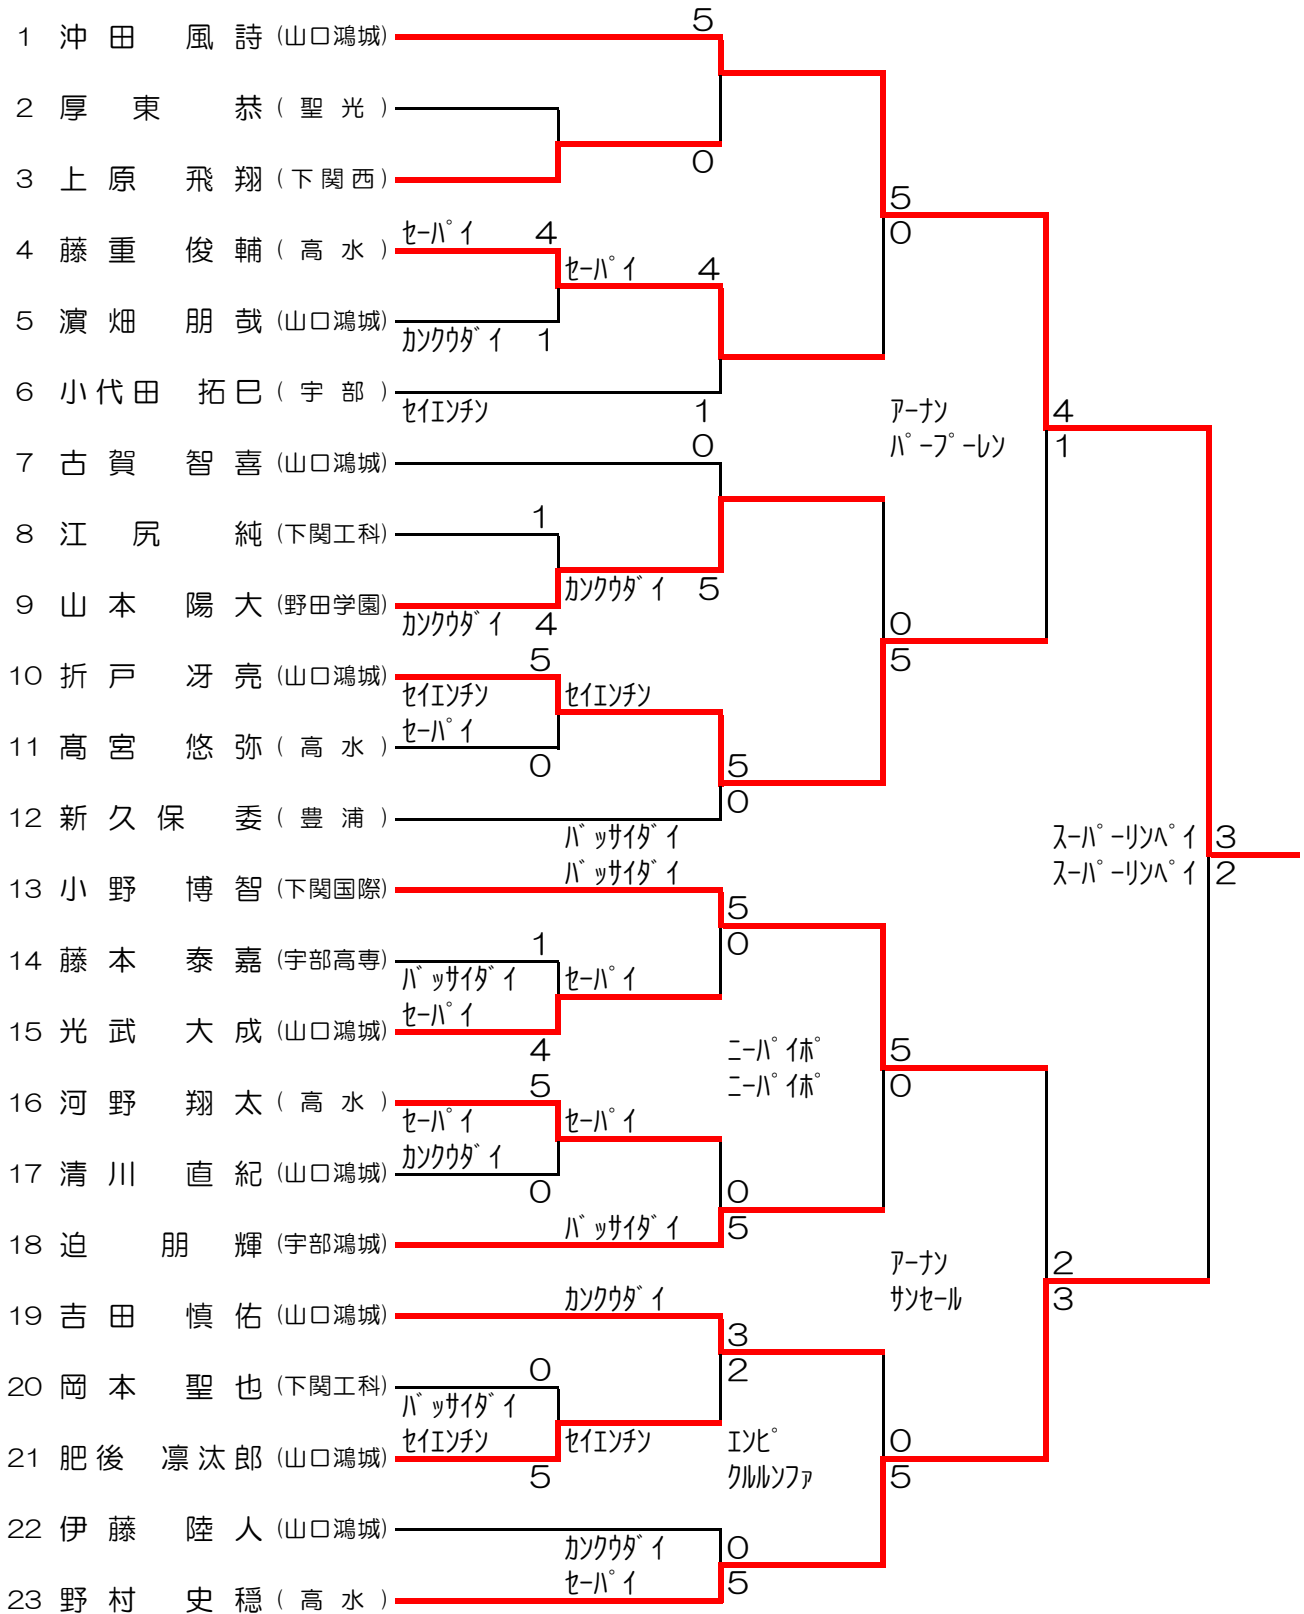 5
1 沖田 風詩 (山口鴻城)
2 厚東 恭 (聖光)
0
3 上原 飛翔 (下関西)
5
セーパイ 4
0
4 藤重 俊輔 (高水)
セーパイ 4
5 濵畑 朋哉 (山口鴻城)
カンクウダイ 1
6 小代田 拓巳 (宇部)
セイエンチン 1
アーナン 4
0
パープーレン 1
7 古賀 智喜 (山口鴻城)
1
8 江尻 純 (下関工科)
カンクウダイ 5
9 山本 陽大 (野田学園)
カンクウダイ 4
0
5
5
10 折戸 冴亮 (山口鴻城)
セイエンチン
セイエンチン
セーパイ
11 髙宮 悠弥 (高水)
0
5
0
12 新久保 委 (豊浦)
バッサイダイ
スーパーリンペイ 3
バッサイダイ
スーパーリンペイ 2
13 小野 博智 (下関国際)
5
1
0
14 藤本 泰嘉 (宇部高専)
バッサイダイ
セーパイ
セーパイ
15 光武 大成 (山口鴻城)
4
ニーパイポ 5
5
ニーパイポ 0
16 河野 翔太 (高水)
セーパイ
セーパイ
カンクウダイ
17 清川 直紀 (山口鴻城)
0
0
バッサイダイ 5
18 迫 朋輝 (宇部鴻城)
アーナン 2
サンセール 3
カンクウダイ
19 吉田 慎佑 (山口鴻城)
3
0
2
20 岡本 聖也 (下関工科)
バッサイダイ
セイエンチン
セイエンチン
エンピ 0
21 肥後 凛汰郎 (山口鴻城)
5
クルルンファ 5
22 伊藤 陸人 (山口鴻城)
カンクウダイ 0
セーパイ 5
23 野村 史穏 (高水)